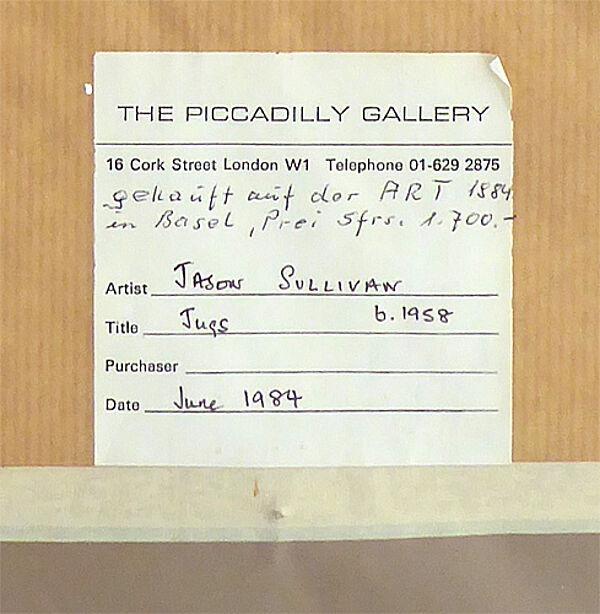 THE PICCADILLY GALLERY
16 Cork Street London W1 Telephone 01-629 2875
gekauft auf der ART 1984
in Basel, Prei Sfrs. 1.700.-
Artist JASON SULLIVAN
Title Jugs b. 1958
Purchaser
Date June 1984